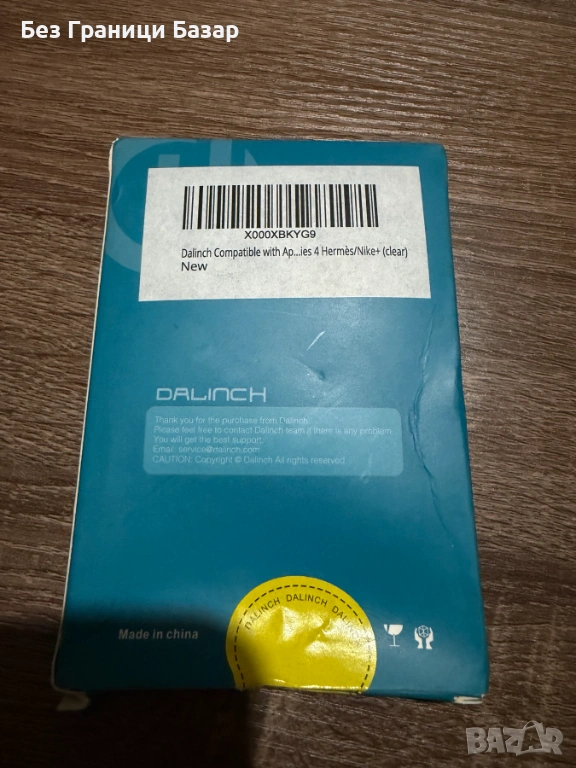 Без Граници Базар
X000XBKYG9
Dalinch Compatible with Ap...ies 4 Hermès/Nike+ (clear)
New
DALINCH
Thank you for the purchase from Dalinch.
Please feel free to contact Dalinch team if there is any problem.
You will get the best support.
Email: service@dalinch.com
CAUTION: Copyright © Dalinch All rights reserved
DALINCH DALINCH DAL
Made in china
BAZAR